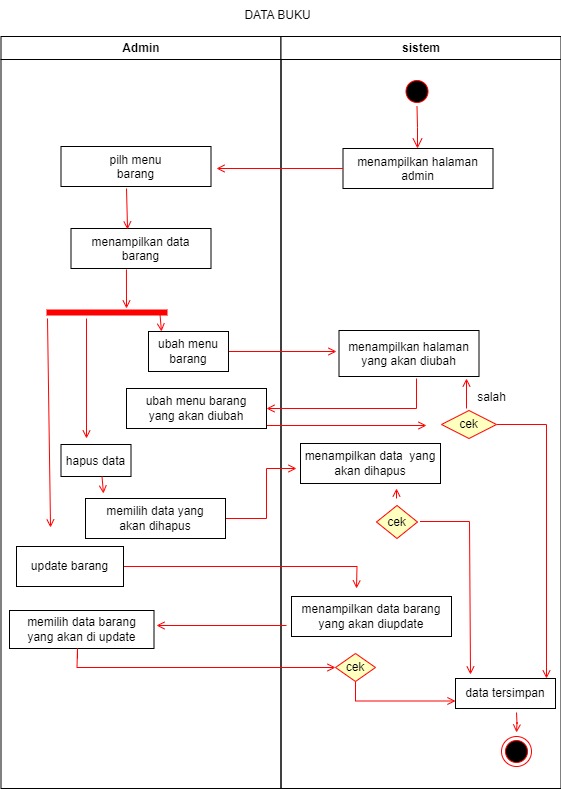 DATA BUKU
Admin
sistem
menampilkan halaman
admin
pilh menu
barang
menampilkan data
barang
ubah menu
barang
menampilkan halaman
yang akan diubah
ubah menu barang
yang akan diubah
salah
cek
hapus data
menampilkan data yang
akan dihapus
memilih data yang
akan dihapus
cek
update barang
menampilkan data barang
yang akan diupdate
memilih data barang
yang akan di update
cek
data tersimpan